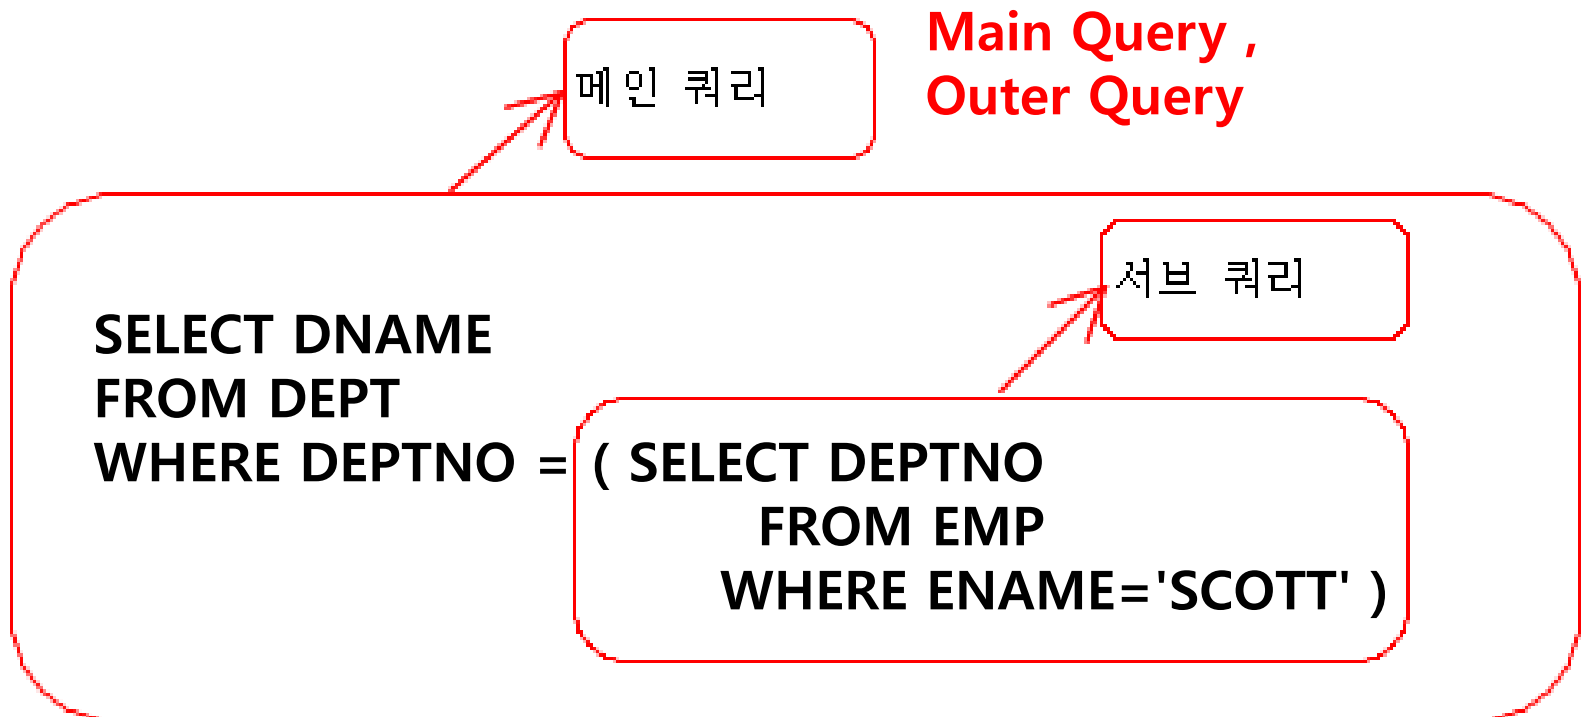 메인 쿼리
Main Query ,
Outer Query
서브 쿼리
SELECT DNAME
FROM DEPT
WHERE DEPTNO = ( SELECT DEPTNO
FROM EMP
WHERE ENAME='SCOTT' )